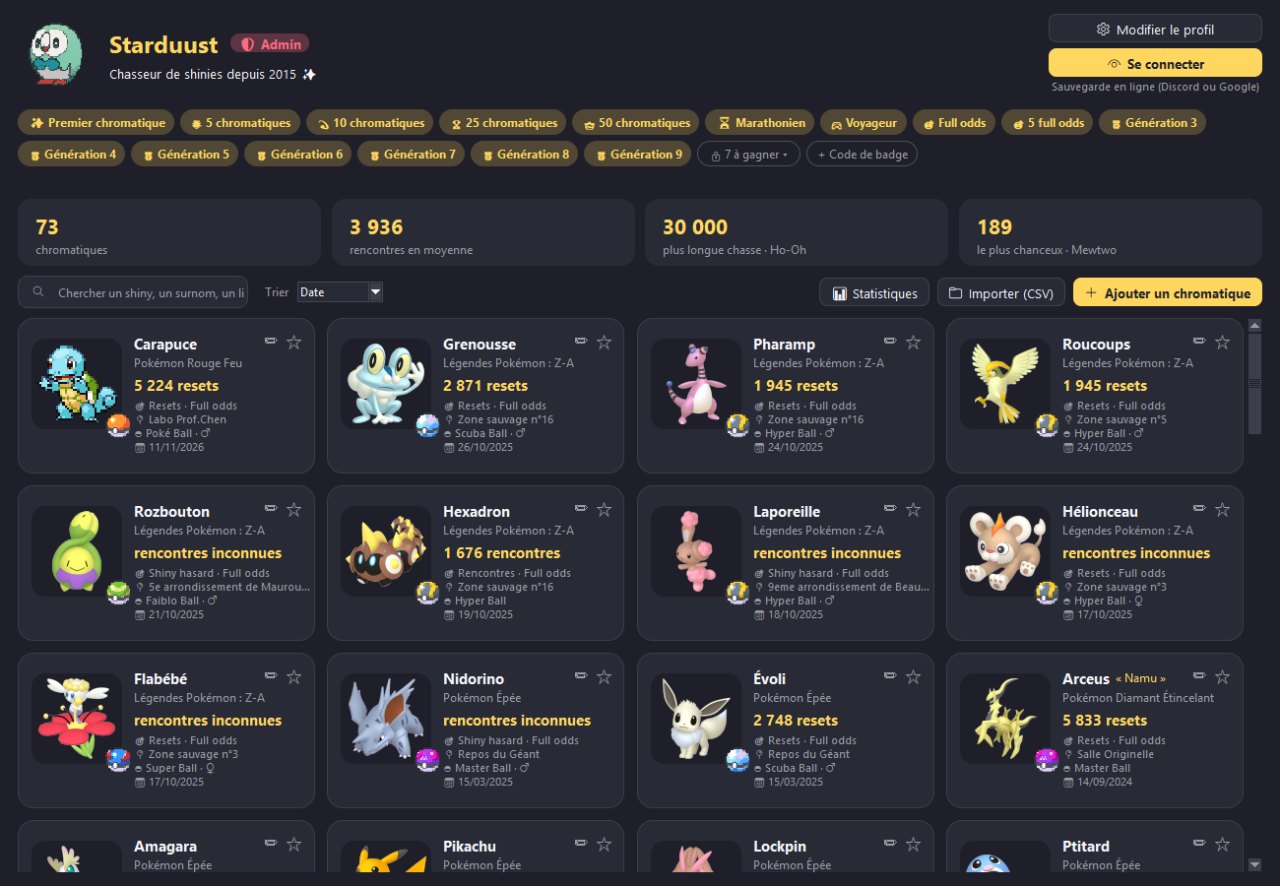 Starduust
Admin
Chasseur de shinies depuis 2015 ✨
Modifier le profil
Se connecter
Sauvegarde en ligne (Discord ou Google)
Premier chromatique
5 chromatiques
10 chromatiques
25 chromatiques
50 chromatiques
Marathonien
Voyageur
Full odds
5 full odds
Génération 3
Génération 4
Génération 5
Génération 6
Génération 7
Génération 8
Génération 9
7 à gagner
+ Code de badge
73
chromatiques
3 936
rencontres en moyenne
30 000
plus longue chasse · Ho-Oh
189
le plus chanceux · Mewtwo
Chercher un shiny, un surnom, un li
Trier
Date
Statistiques
Importer (CSV)
+ Ajouter un chromatique
Carapuce
Pokémon Rouge Feu
5 224 resets
Resets · Full odds
Labo Prof.Chen
Poké Ball · ♂
11/11/2026
Grenousse
Légendes Pokémon : Z-A
2 871 resets
Resets · Full odds
Zone sauvage n°16
Scuba Ball · ♂
26/10/2025
Pharamp
Légendes Pokémon : Z-A
1 945 resets
Resets · Full odds
Zone sauvage n°16
Hyper Ball · ♂
24/10/2025
Roucoups
Légendes Pokémon : Z-A
1 945 resets
Resets · Full odds
Zone sauvage n°5
Hyper Ball · ♂
24/10/2025
Rozbouton
Légendes Pokémon : Z-A
rencontres inconnues
Shiny hasard · Full odds
5e arrondissement de Maurou...
Faiblo Ball · ♂
21/10/2025
Hexadron
Légendes Pokémon : Z-A
1 676 rencontres
Rencontres · Full odds
Zone sauvage n°16
Hyper Ball
19/10/2025
Laporeille
Légendes Pokémon : Z-A
rencontres inconnues
Shiny hasard · Full odds
9eme arrondissement de Beau...
Hyper Ball · ♂
18/10/2025
Hélionceau
Légendes Pokémon : Z-A
rencontres inconnues
Resets · Full odds
Zone sauvage n°3
Hyper Ball · ♀
17/10/2025
Flabébé
Légendes Pokémon : Z-A
rencontres inconnues
Resets · Full odds
Zone sauvage n°3
Super Ball · ♀
17/10/2025
Nidorino
Pokémon Épée
rencontres inconnues
Shiny hasard · Full odds
Repos du Géant
Master Ball · ♂
15/03/2025
Évoli
Pokémon Épée
2 748 resets
Resets · Full odds
Repos du Géant
Scuba Ball · ♂
15/03/2025
Arceus « Namu »
Pokémon Diamant Étincelant
5 833 resets
Resets · Full odds
Salle Originelle
Master Ball
14/09/2024
Amagara
Pokémon Épée
Pikachu
Pokémon Épée
Lockpin
Pokémon Épée
Ptitard
Pokémon Épée